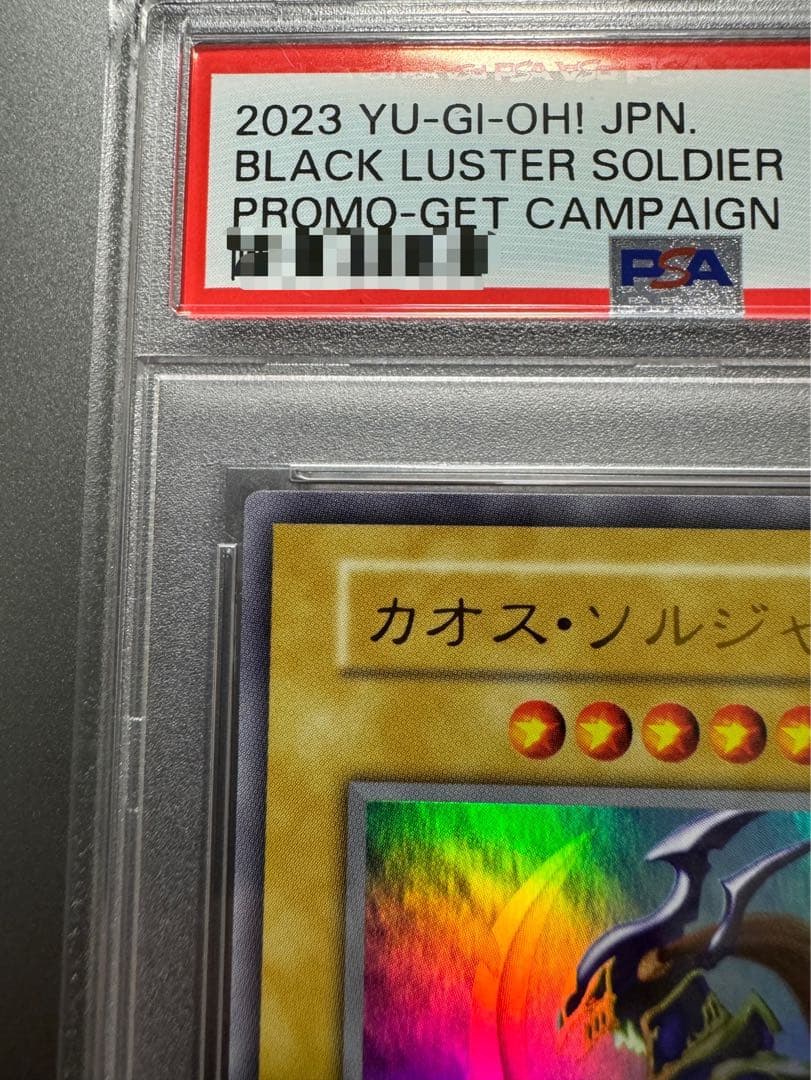 2023 YU-GI-OH! JPN.
BLACK LUSTER SOLDIER
PROMO-GET CAMPAIGN
PSA
カオス・ソルジャ